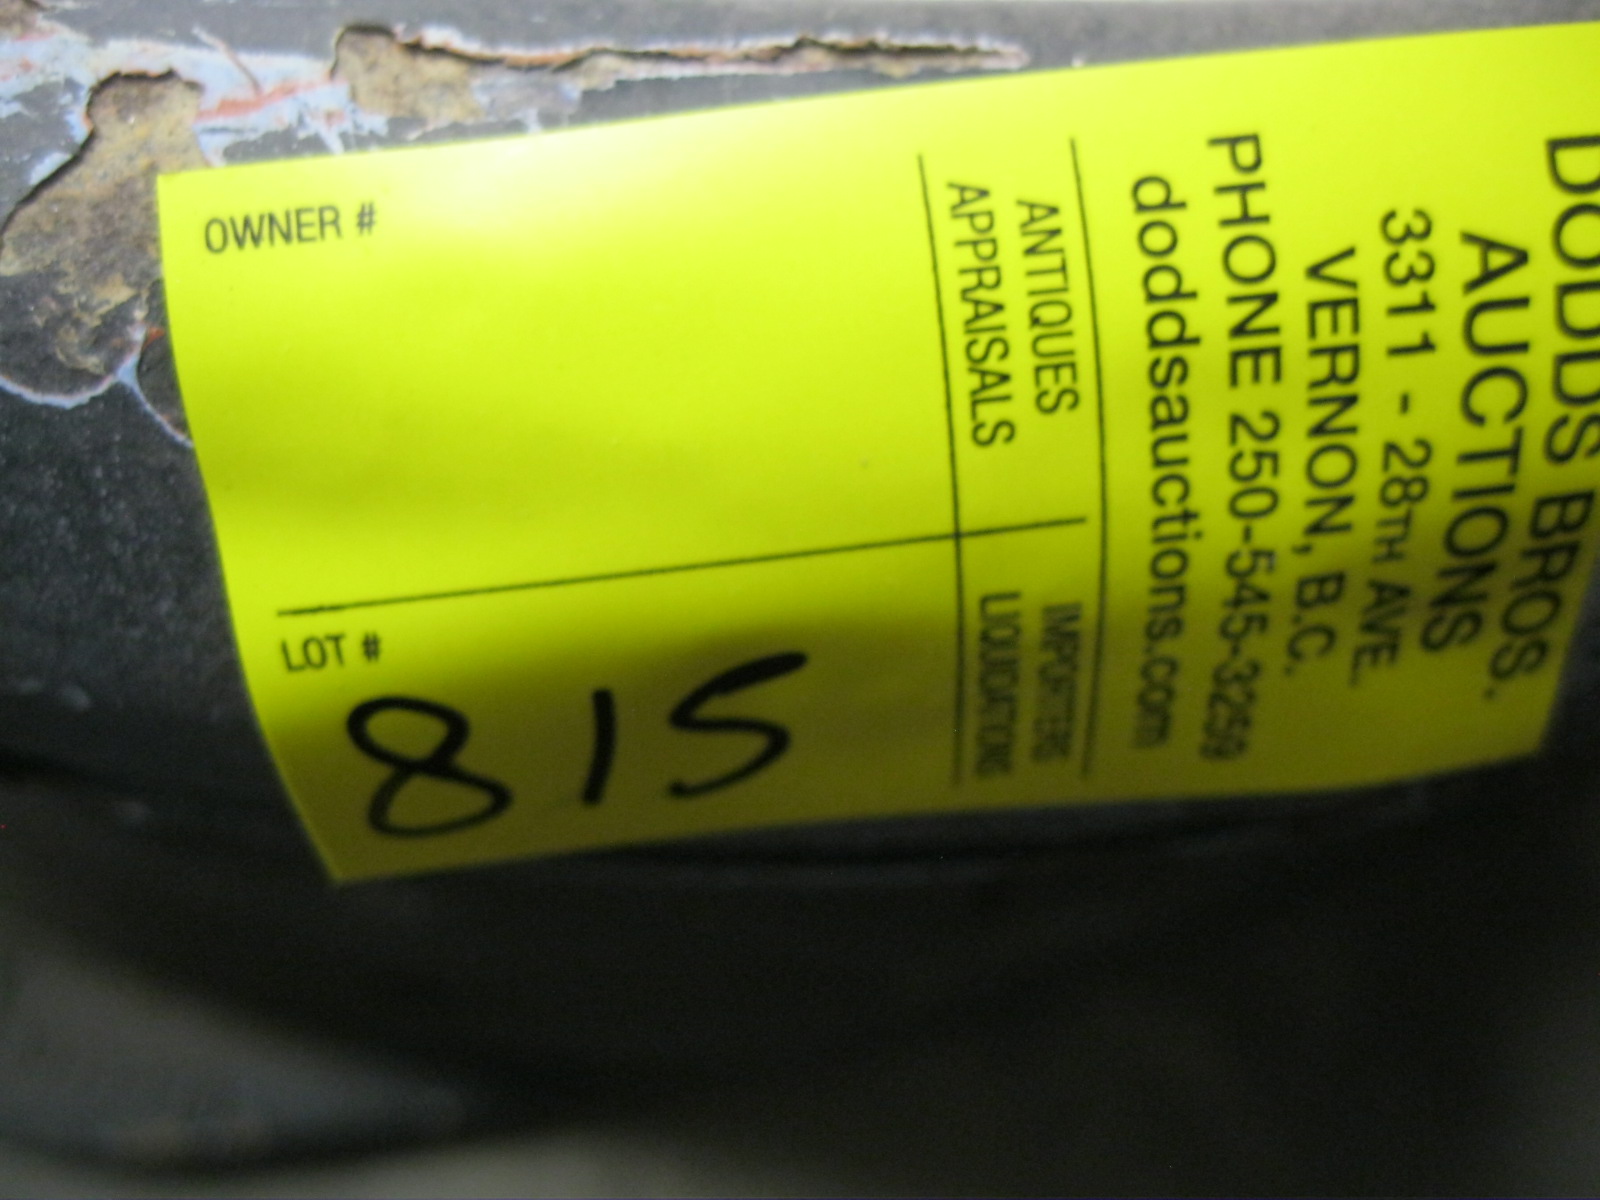 DODDS BROS.
AUCTIONS
3311 - 28TH AVE.
VERNON, B.C.
PHONE 250-545-3259
doddsauctions.com
ANTIQUES
APPRAISALS
IMPORTERS
LIQUIDATIONS
OWNER #
LOT #
815